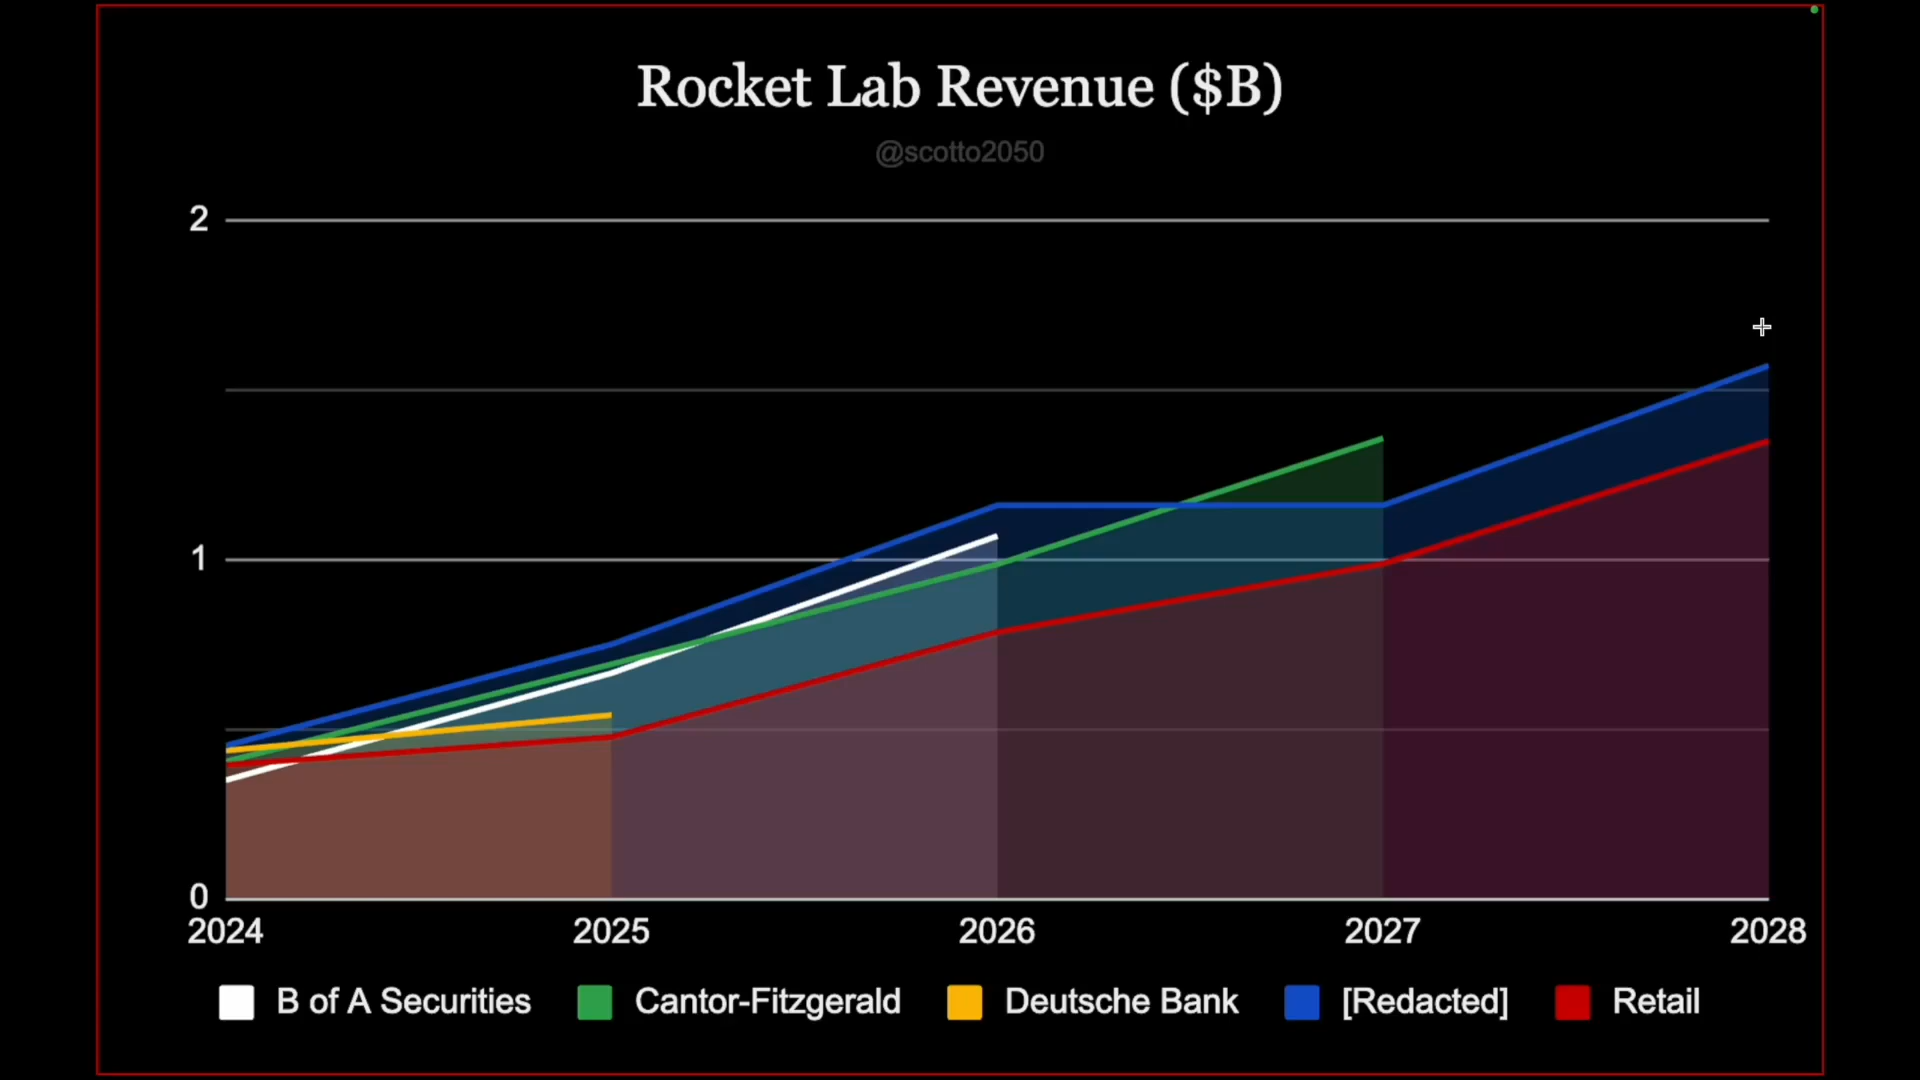 Rocket Lab Revenue ($B)
@scotto2050
2
1
0
2024 2025 2026 2027 2028
B of A Securities Cantor-Fitzgerald Deutsche Bank [Redacted] Retail